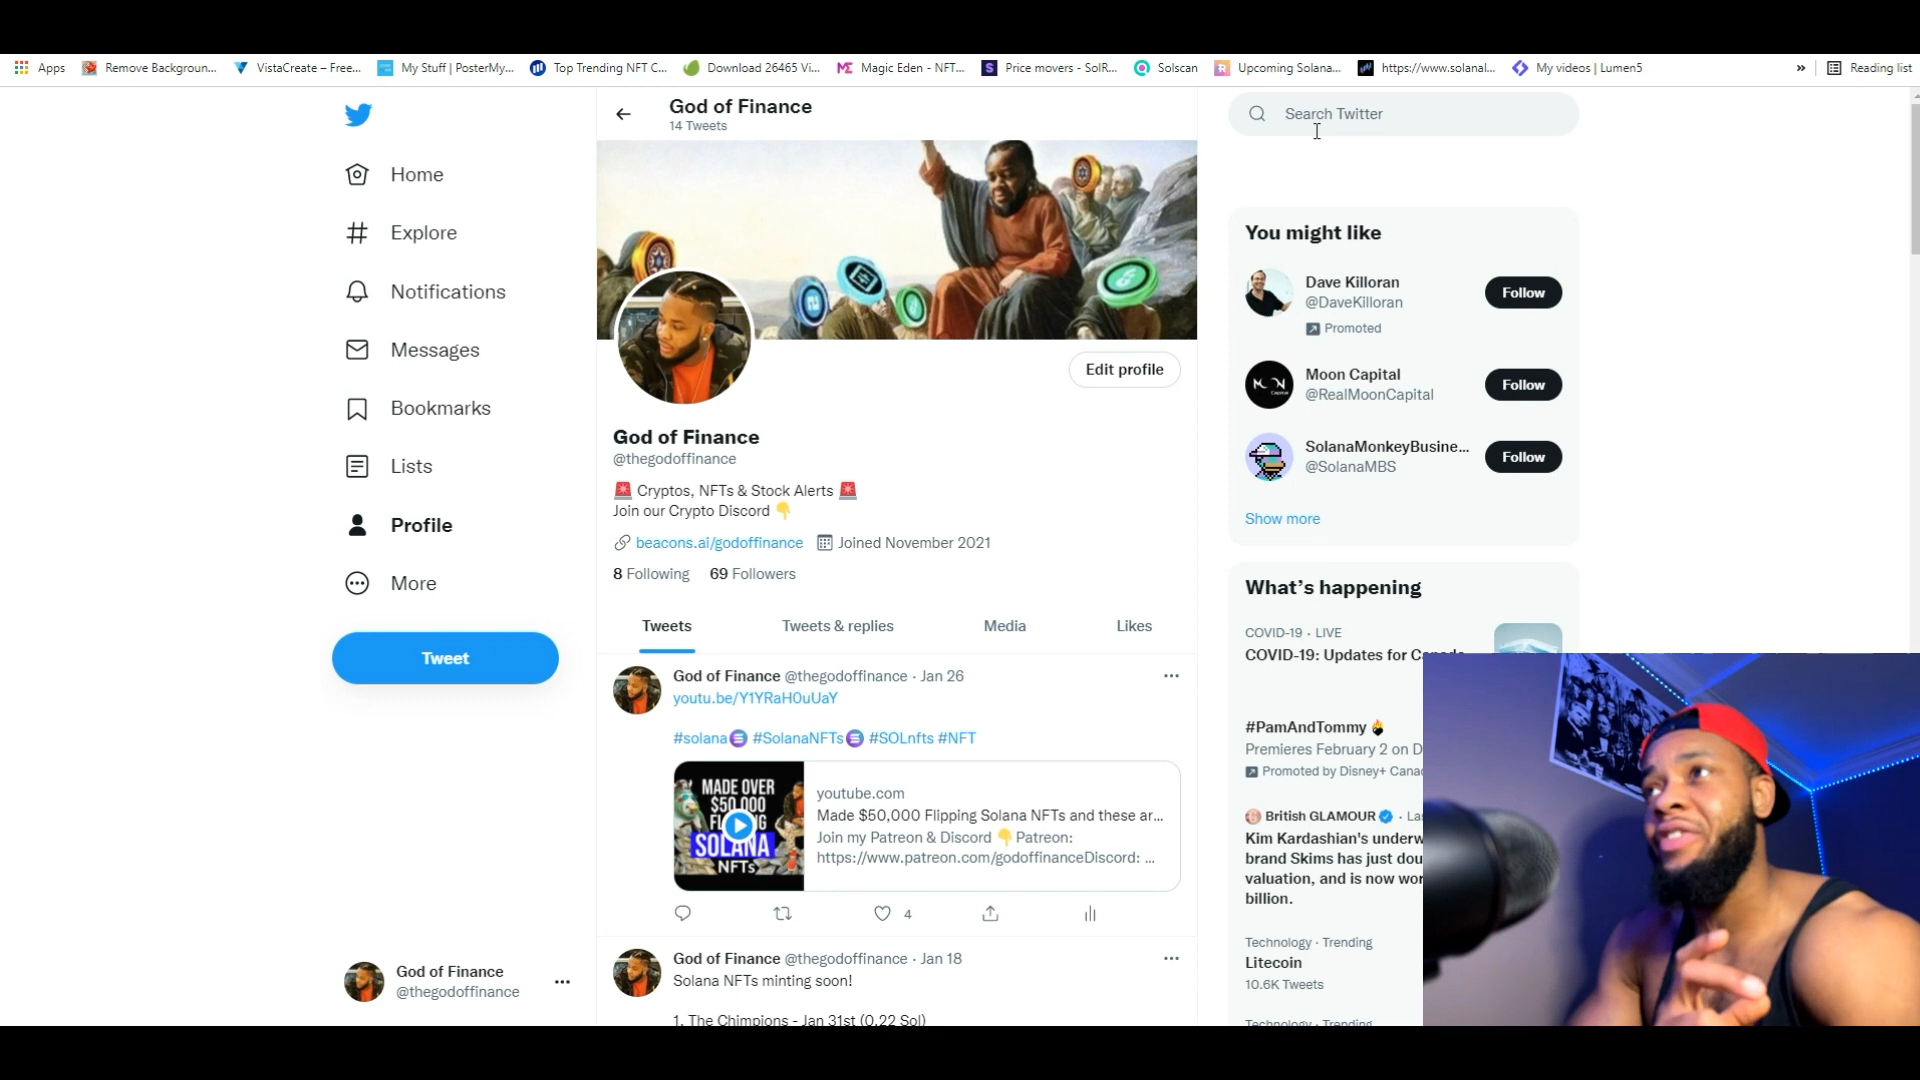 Apps
Remove Backgroun...
VistaCreate – Free...
My Stuff | PosterMy...
Top Trending NFT C...
Download 26465 Vi...
Magic Eden - NFT...
Price movers - SolR...
Solscan
Upcoming Solana...
https://www.solanal...
My videos | Lumen5
»
Reading list
Home
Explore
Notifications
Messages
Bookmarks
Lists
Profile
More
Tweet
God of Finance
@thegodoffinance
God of Finance
14 Tweets
Edit profile
God of Finance
@thegodoffinance
🚨 Cryptos, NFTs & Stock Alerts 🚨
Join our Crypto Discord 👇
beacons.ai/godoffinance Joined November 2021
8 Following 69 Followers
Tweets Tweets & replies Media Likes
God of Finance @thegodoffinance · Jan 26
youtu.be/Y1YRaH0uUaY
#solana #SolanaNFTs #SOLnfts #NFT
MADE OVER
$50,000
SOLANA
NFTs
youtube.com
Made $50,000 Flipping Solana NFTs and these ar...
Join my Patreon & Discord 👇 Patreon:
https://www.patreon.com/godoffinanceDiscord: ...
4
God of Finance @thegodoffinance · Jan 18
Solana NFTs minting soon!
1. The Chimpions - Jan 31st (0.22 Sol)
Search Twitter
You might like
Dave Killoran
@DaveKilloran
Promoted
Follow
Moon Capital
@RealMoonCapital
Follow
SolanaMonkeyBusine...
@SolanaMBS
Follow
Show more
What's happening
COVID-19 · LIVE
COVID-19: Updates for
#PamAndTommy
Premieres February 2 on
Promoted by Disney+
British GLAMOUR
Kim Kardashian's
brand Skims has just
valuation, and is now
billion.
Technology · Trending
Litecoin
10.6K Tweets
Technology · Trending